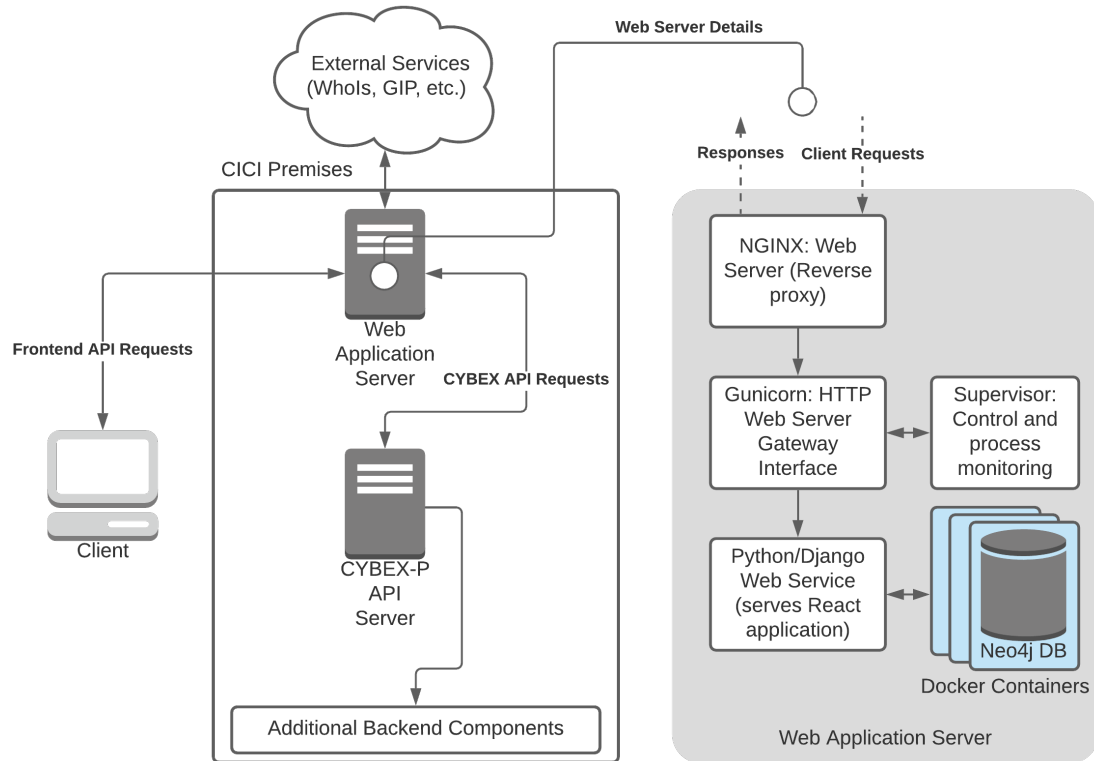 Web Server Details
External Services
(WhoIs, GIP, etc.)
CICI Premises
Responses
Client Requests
Web
Application
Server
Frontend API Requests
CYBEX API Requests
Client
CYBEX-P
API
Server
Additional Backend Components
NGINX: Web
Server (Reverse
proxy)
Gunicorn: HTTP
Web Server
Gateway
Interface
Supervisor:
Control and
process
monitoring
Python/Django
Web Service
(serves React
application)
Neo4j DB
Docker Containers
Web Application Server